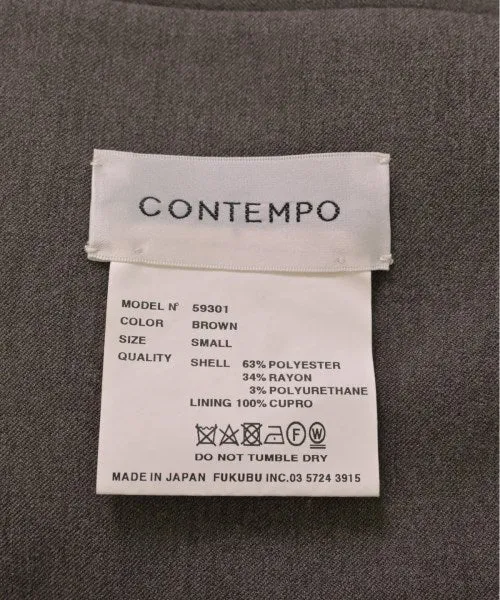 CONTEMPO
MODEL Nº 59301
COLOR BROWN
SIZE SMALL
QUALITY SHELL 63% POLYESTER
34% RAYON
3% POLYURETHANE
LINING 100% CUPRO
DO NOT TUMBLE DRY
MADE IN JAPAN FUKUBU INC.03 5724 3915